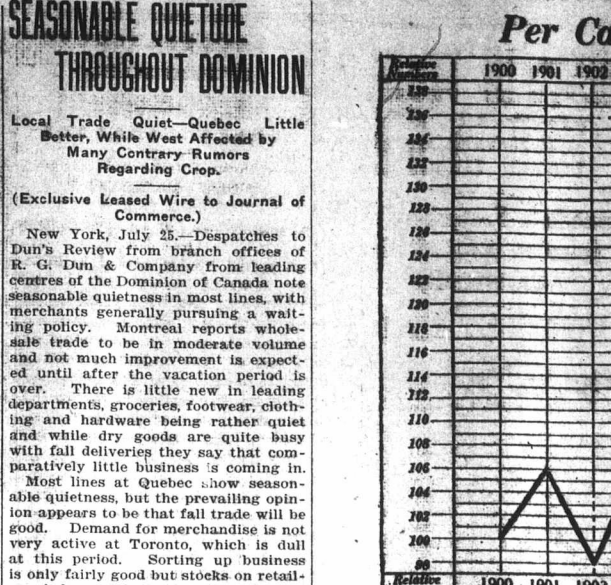 SEASONABLE QUIETUDE
THROUGHOUT DOMINION
Local Trade Quiet—Quebec Little
Better, While West Affected by
Many Contrary Rumors
Regarding Crop.
(Exclusive Leased Wire to Journal of
Commerce.)
New York, July 25.—Despatches to
Dun's Review from branch offices of
R. G. Dun & Company from leading
centres of the Dominion of Canada note
seasonable quietness in most lines, with
merchants generally pursuing a wait-
ing policy. Montreal reports whole-
sale trade to be in moderate volume
and not much improvement is expect-
ed until after the vacation period is
over. There is little new in leading
departments, groceries, footwear, cloth-
ing and hardware being rather quiet
and while dry goods are quite busy
with fall deliveries they say that com-
paratively little business is coming in.
Most lines at Quebec show season-
able quietness, but the prevailing opin-
ion appears to be that fall trade will be
good. Demand for merchandise is not
very active at Toronto, which is dull
at this period. Sorting up business
is only fairly good but stocks on retail-
Per Ca
Relative
Numbers
1900 1901 1902
138
136
134
132
130
128
126
124
122
120
118
116
114
112
110
108
106
104
102
100
98
Relative
1900 1901 1902